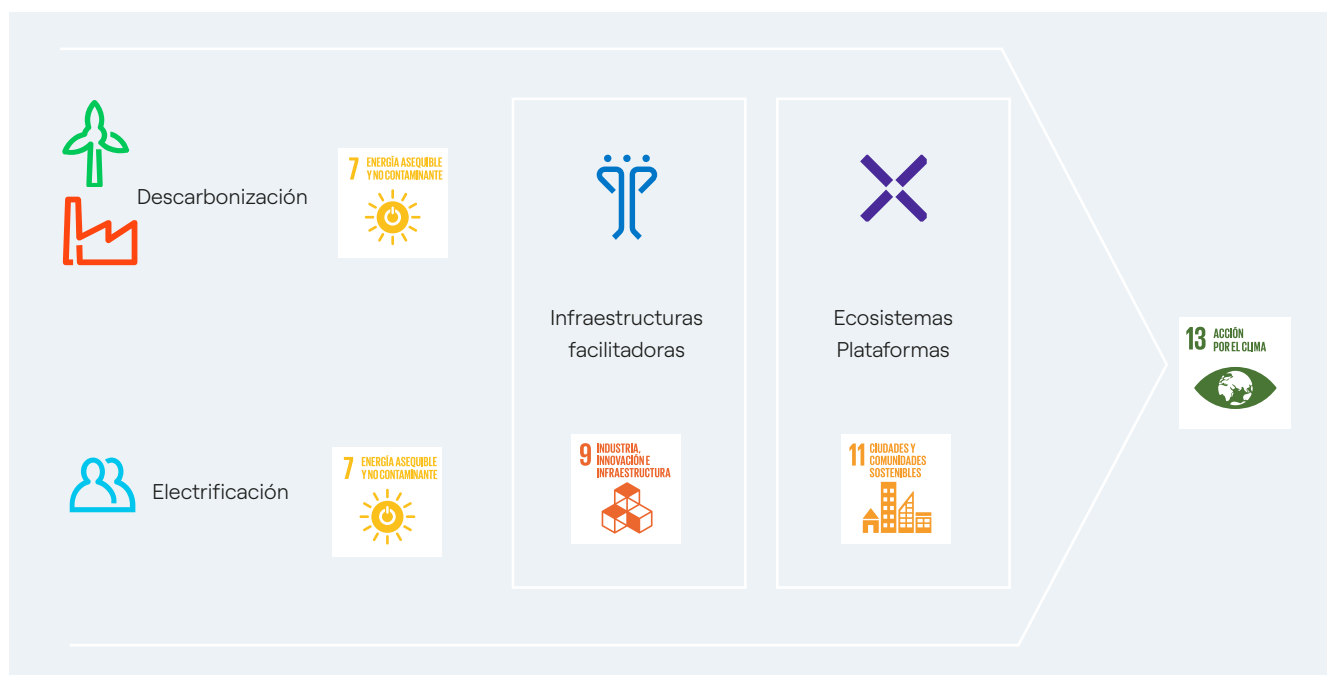 Descarbonización
7 ENERGÍA ASEQUIBLE
Y NO CONTAMINANTE
Infraestructuras
facilitadoras
Ecosistemas
Plataformas
13 ACCIÓN
POR EL CLIMA
Electrificación
7 ENERGÍA ASEQUIBLE
Y NO CONTAMINANTE
9 INDUSTRIA,
INNOVACIÓN E
INFRAESTRUCTURA
11 CIUDADES Y
COMUNIDADES
SOSTENIBLES